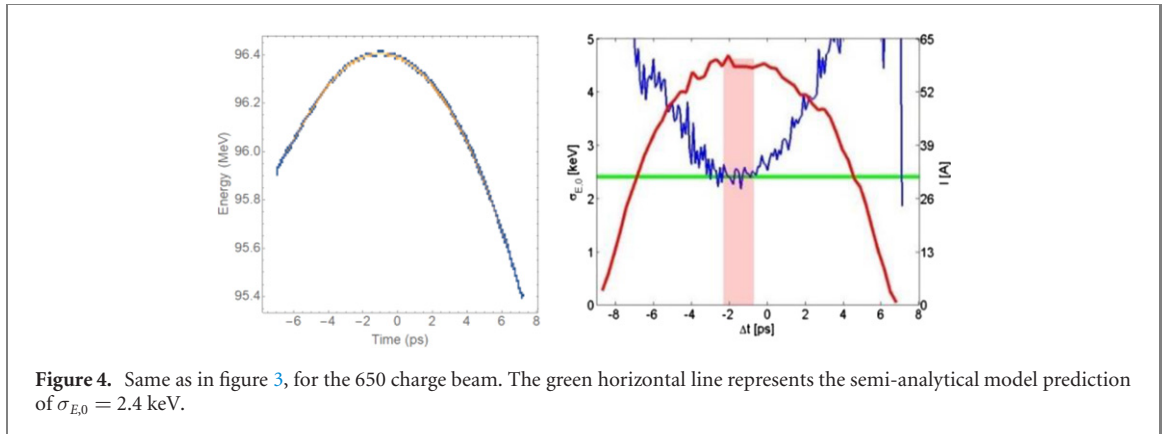 96.4
96.2
96.0
95.8
95.6
95.4
Energy (MeV)
−6 −4 −2 0 2 4 6 8
Time (ps)
5
4
3
2
1
0
σE,0 [keV]
65
52
39
26
13
0
I [A]
-8 -6 -4 -2 0 2 4 6 8
Δt [ps]
Figure 4. Same as in figure 3, for the 650 charge beam. The green horizontal line represents the semi-analytical model prediction
of σE,0 = 2.4 keV.